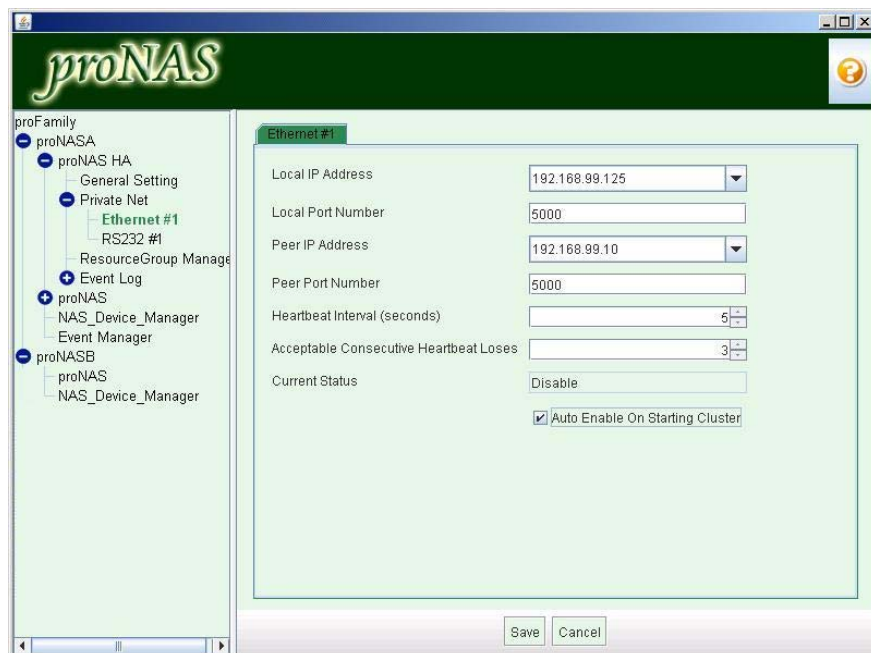 proNAS
proFamily
proNASA
proNAS HA
General Setting
Private Net
Ethernet #1
RS232 #1
ResourceGroup Manage
Event Log
proNAS
NAS_Device_Manager
Event Manager
proNASB
proNAS
NAS_Device_Manager
Ethernet #1
Local IP Address 192.168.99.125
Local Port Number 5000
Peer IP Address 192.168.99.10
Peer Port Number 5000
Heartbeat Interval (seconds) 5
Acceptable Consecutive Heartbeat Loses 3
Current Status Disable
Auto Enable On Starting Cluster
Save Cancel